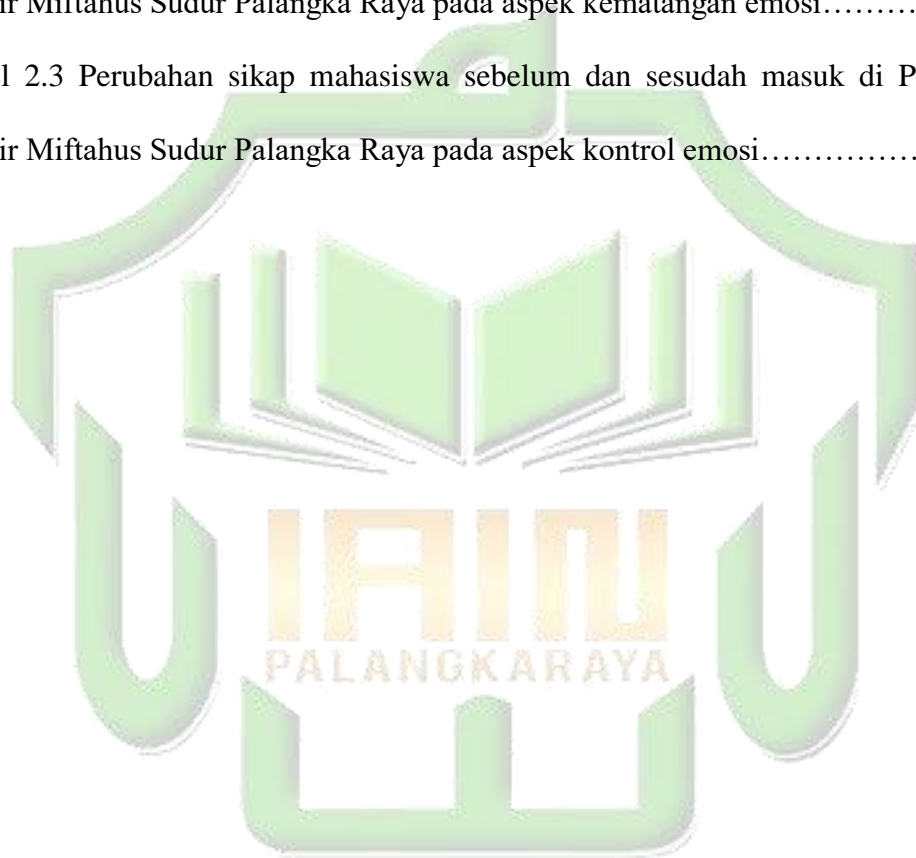 ir Miftahus Sudur Palangka Raya pada aspek kematangan emosi………
l 2.3 Perubahan sikap mahasiswa sebelum dan sesudah masuk di P
ir Miftahus Sudur Palangka Raya pada aspek kontrol emosi……………
IAIN
PALANGKARAYA